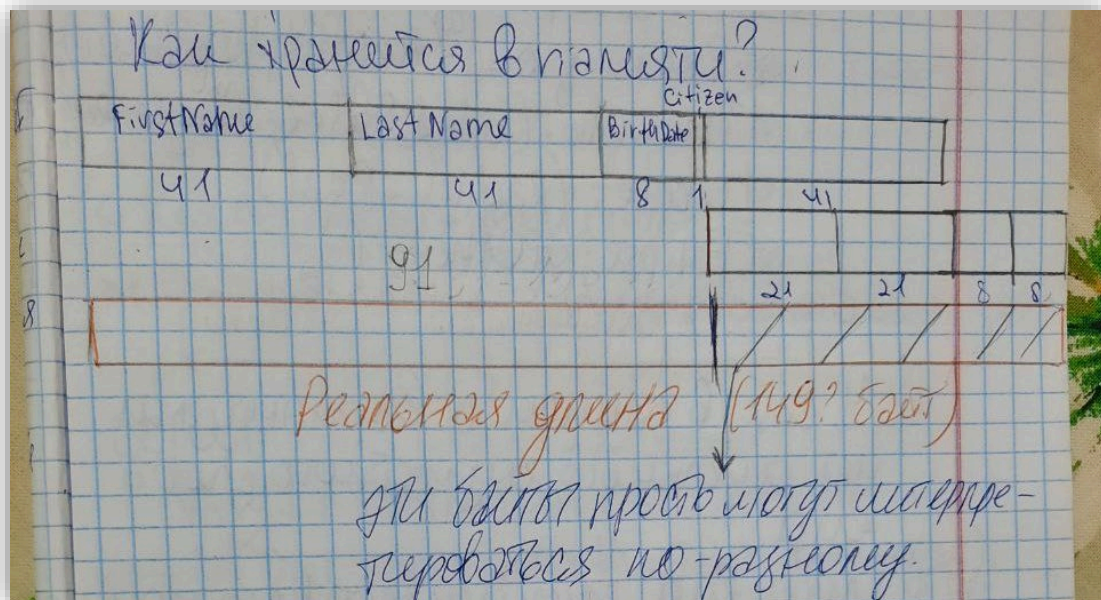 Как хранится в памяти?
Citizen
FirstName LastName BirthDate
41 41 8 1 41
91
21 21 8 8
Реальная длина (149? байт)
Эти байты просто могут интерпре-
тироваться по-разному.